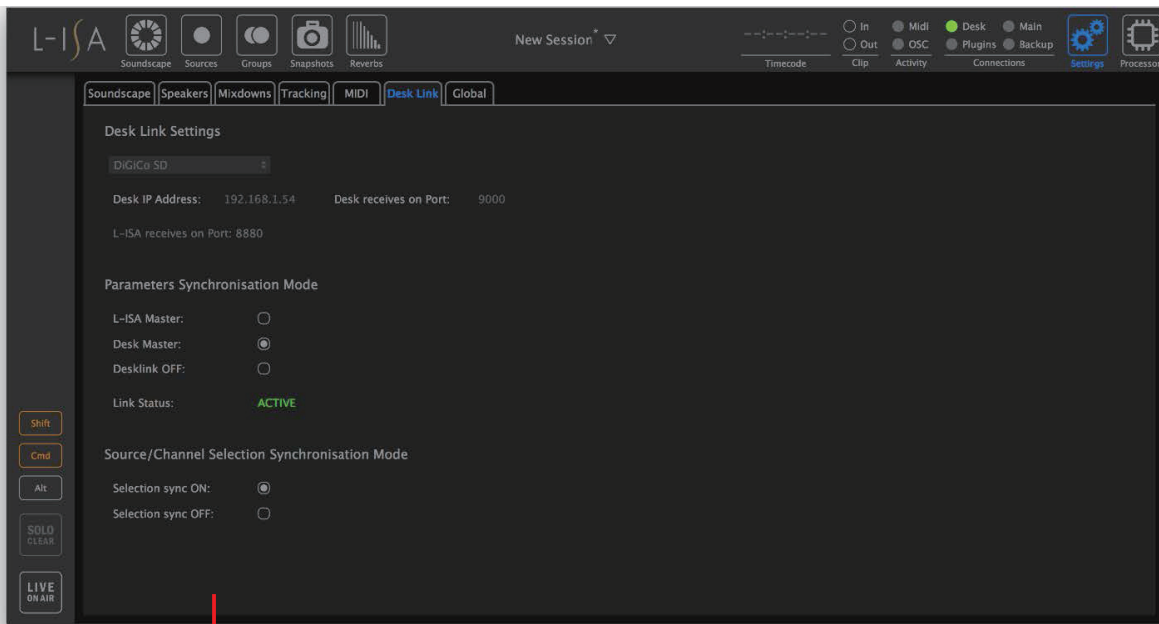 L-ISA
Soundscape Sources Groups Snapshots Reverbs
New Session* ▽
--:--:--:--
Timecode
In
Out
Clip
Midi
OSC
Activity
Desk Main
Plugins Backup
Connections
Settings
Processor
Soundscape Speakers Mixdowns Tracking MIDI Desk Link Global
Desk Link Settings
DiGiCo SD
Desk IP Address: 192.168.1.54 Desk receives on Port: 9000
L-ISA receives on Port: 8880
Parameters Synchronisation Mode
L-ISA Master:
Desk Master:
Desklink OFF:
Link Status: ACTIVE
Source/Channel Selection Synchronisation Mode
Selection sync ON:
Selection sync OFF:
Shift
Cmd
Alt
SOLO
CLEAR
LIVE
ON AIR